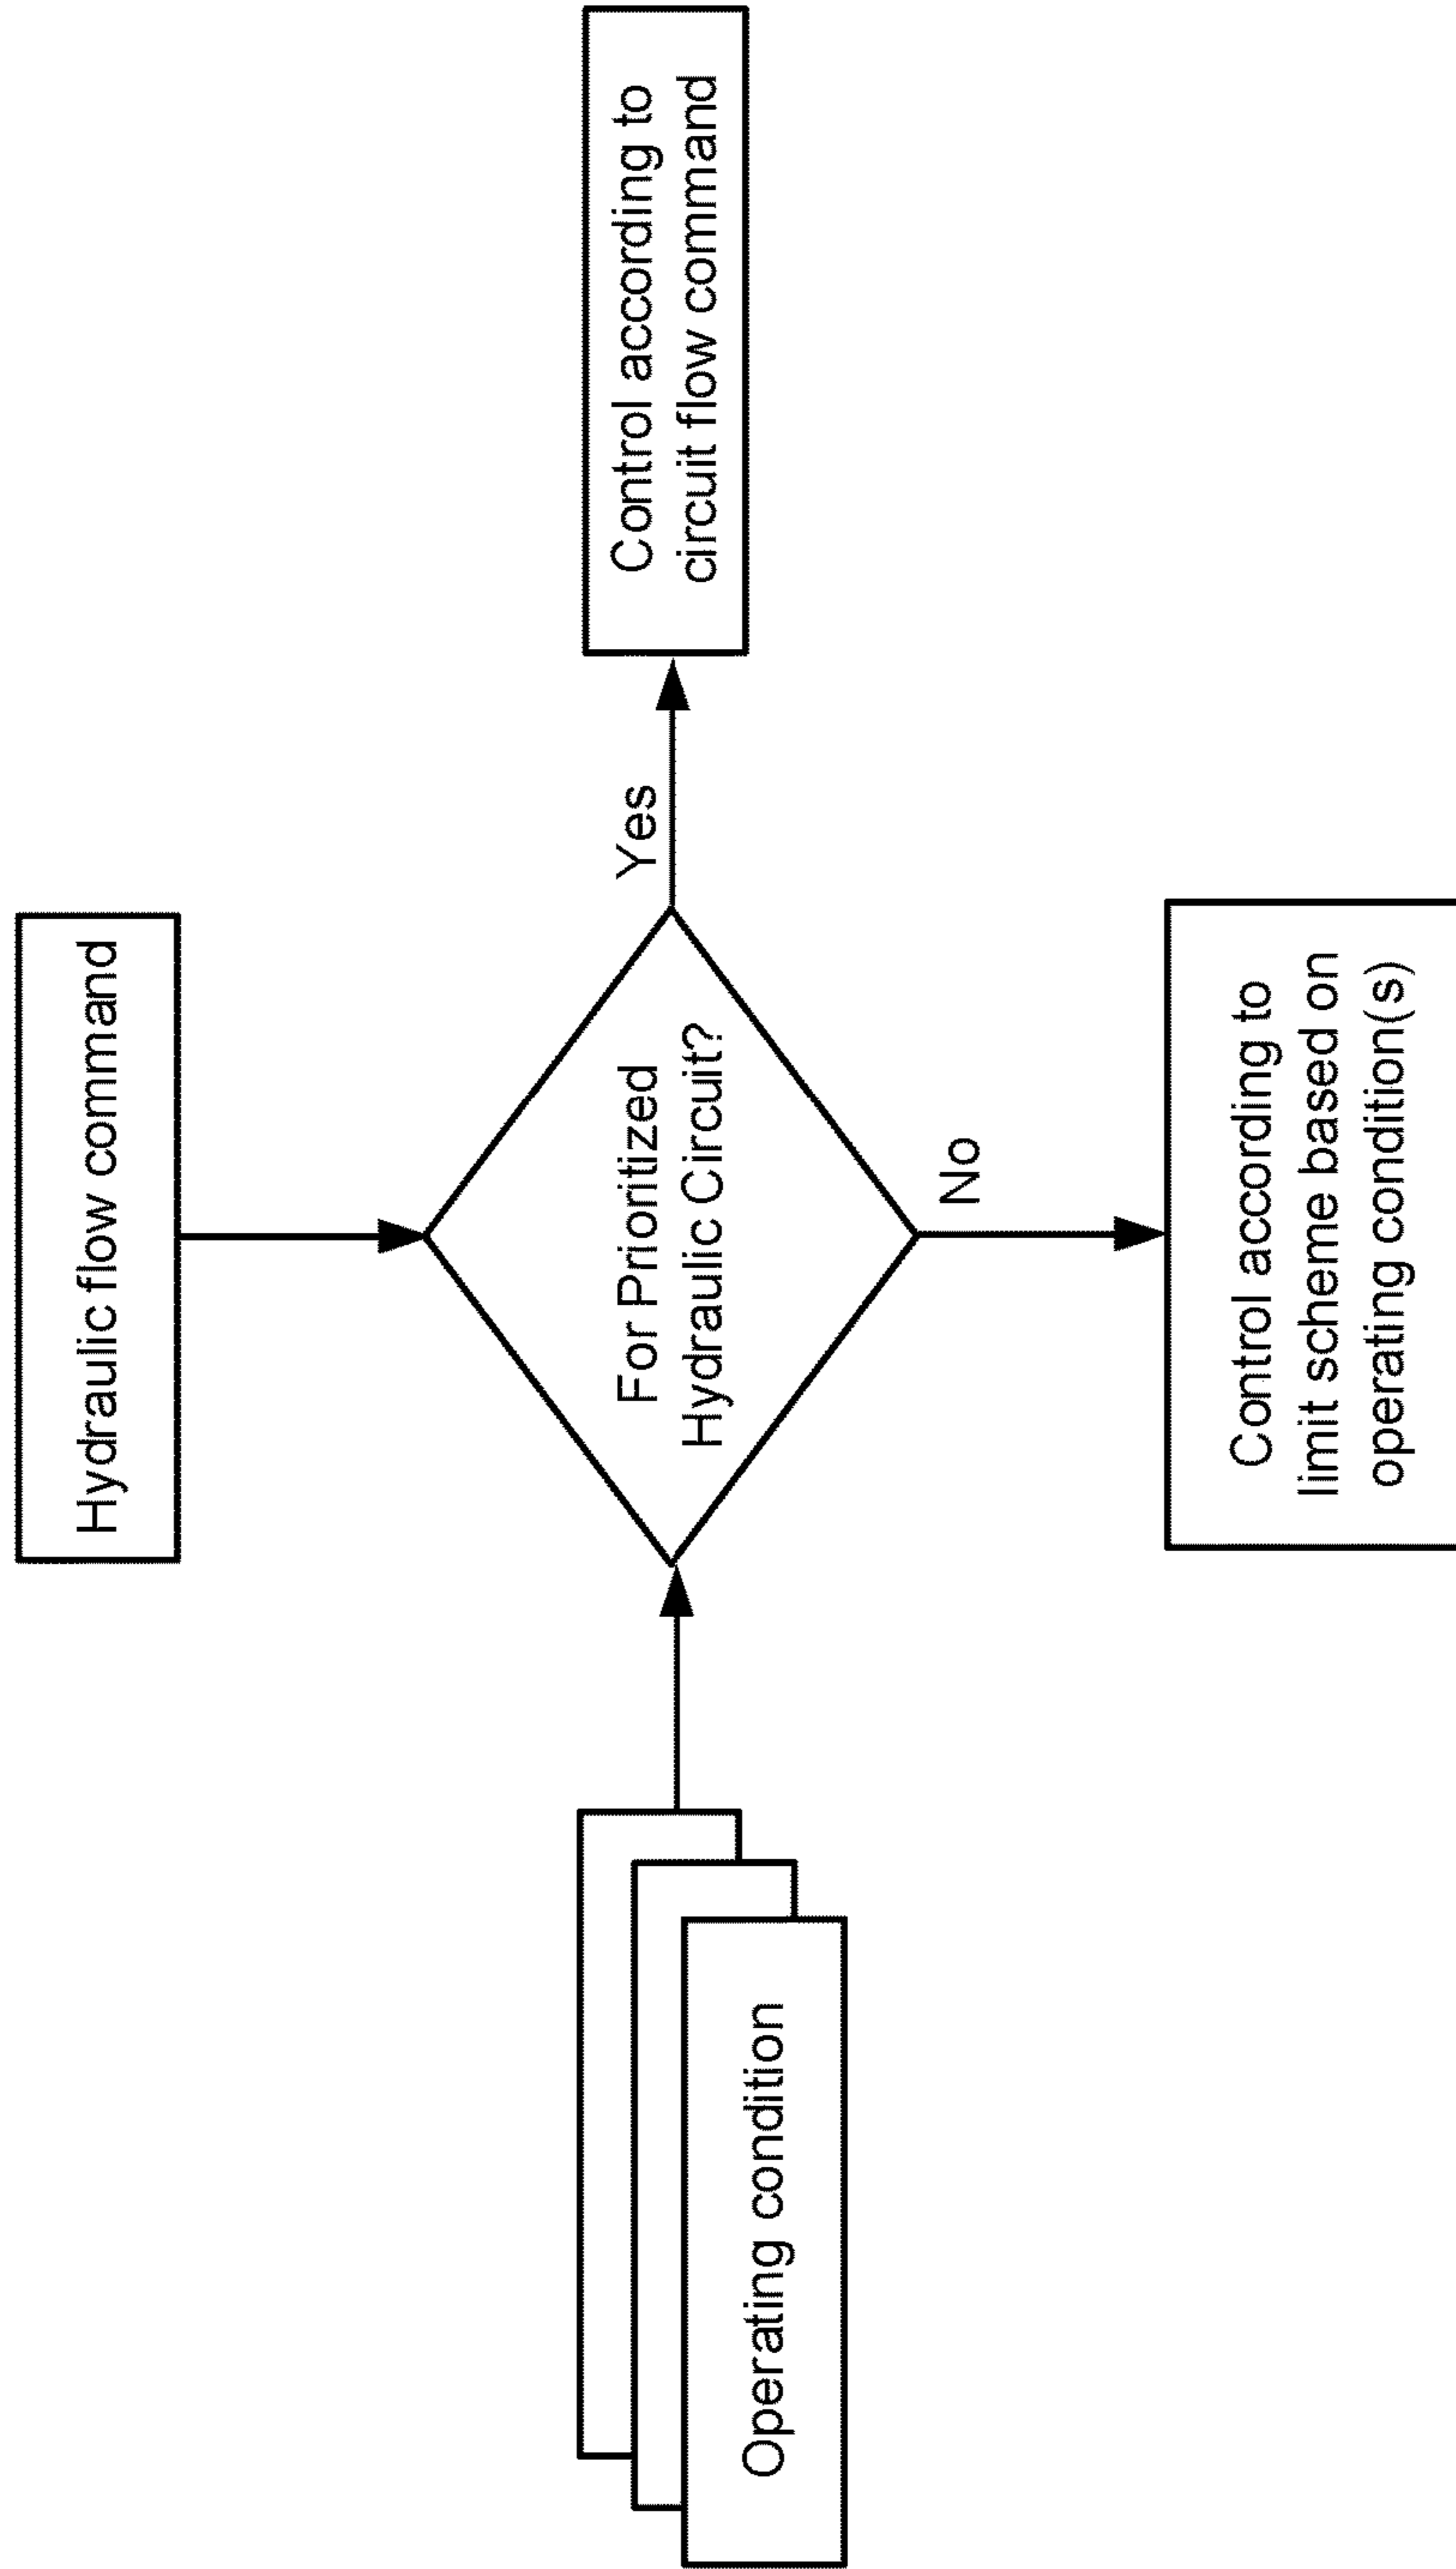 Hydraulic flow command
Operating condition
For Prioritized
Hydraulic Circuit?
Yes
Control according to
circuit flow command
No
Control according to
limit scheme based on
operating condition(s)